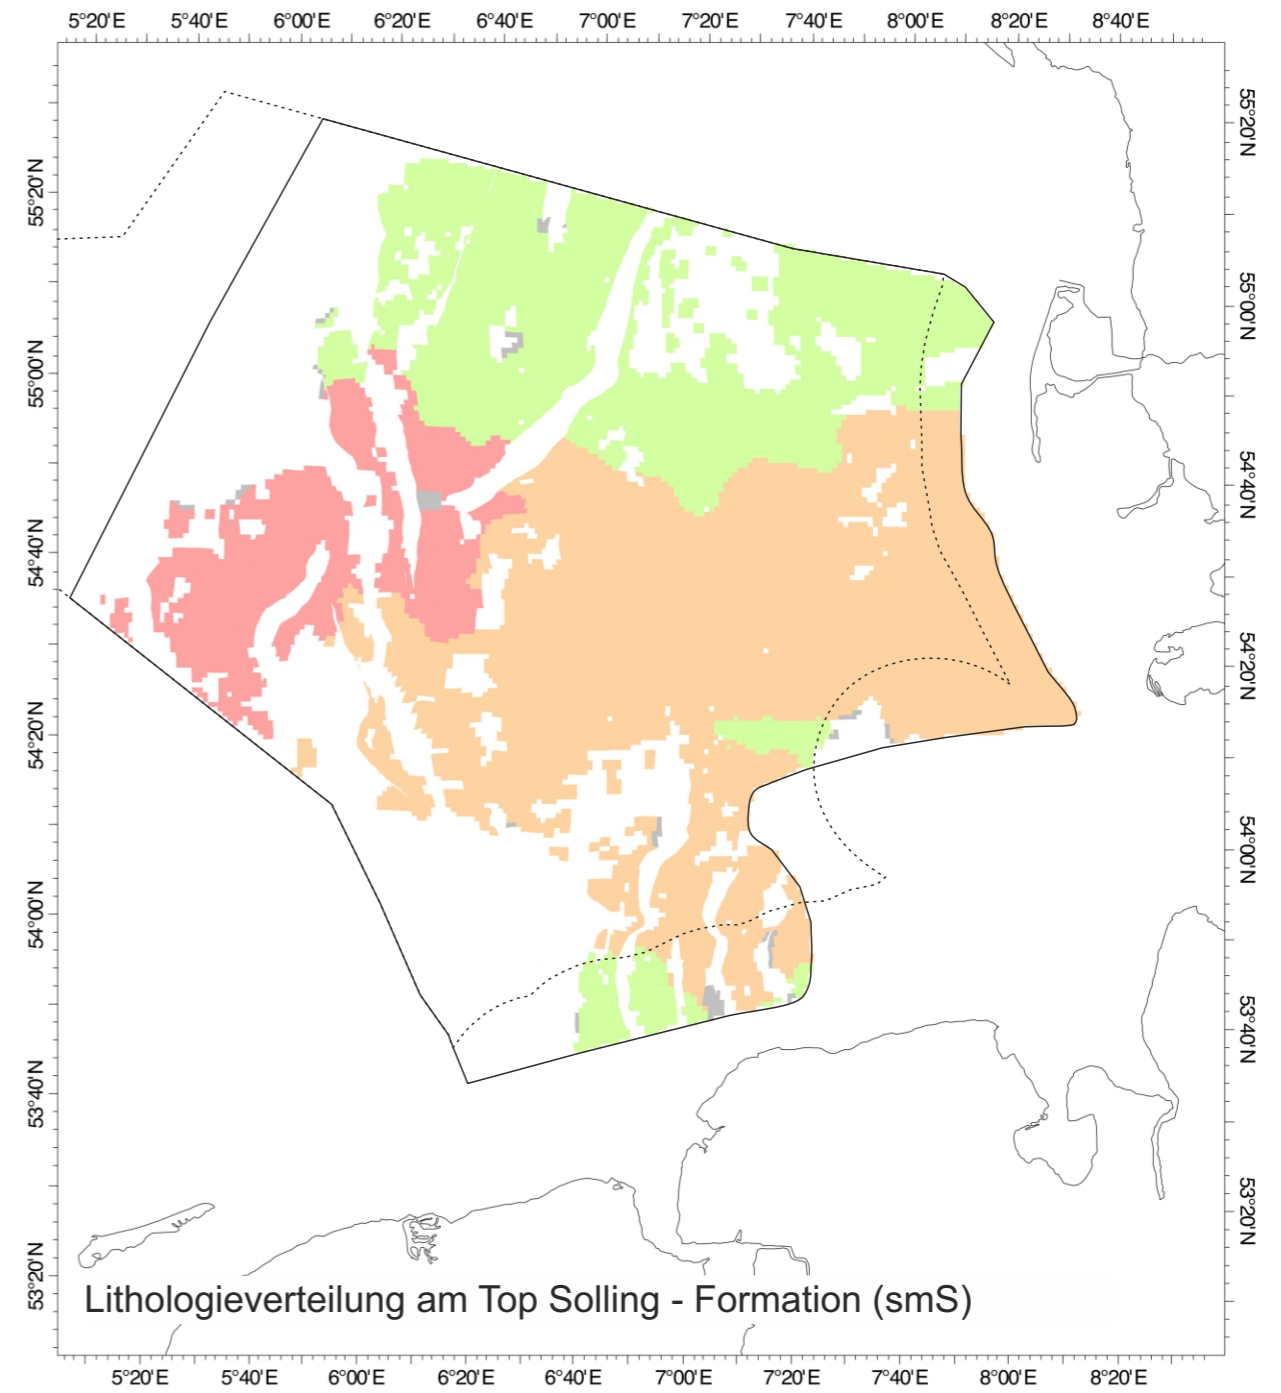 5°20'E 5°40'E 6°00'E 6°20'E 6°40'E 7°00'E 7°20'E 7°40'E 8°00'E 8°20'E 8°40'E
55°20'N
55°00'N
54°40'N
54°20'N
54°00'N
53°40'N
53°20'N
55°20'N
55°00'N
54°40'N
54°20'N
54°00'N
53°40'N
53°20'N
Lithologieverteilung am Top Solling - Formation (smS)
5°20'E 5°40'E 6°00'E 6°20'E 6°40'E 7°00'E 7°20'E 7°40'E 8°00'E 8°20'E